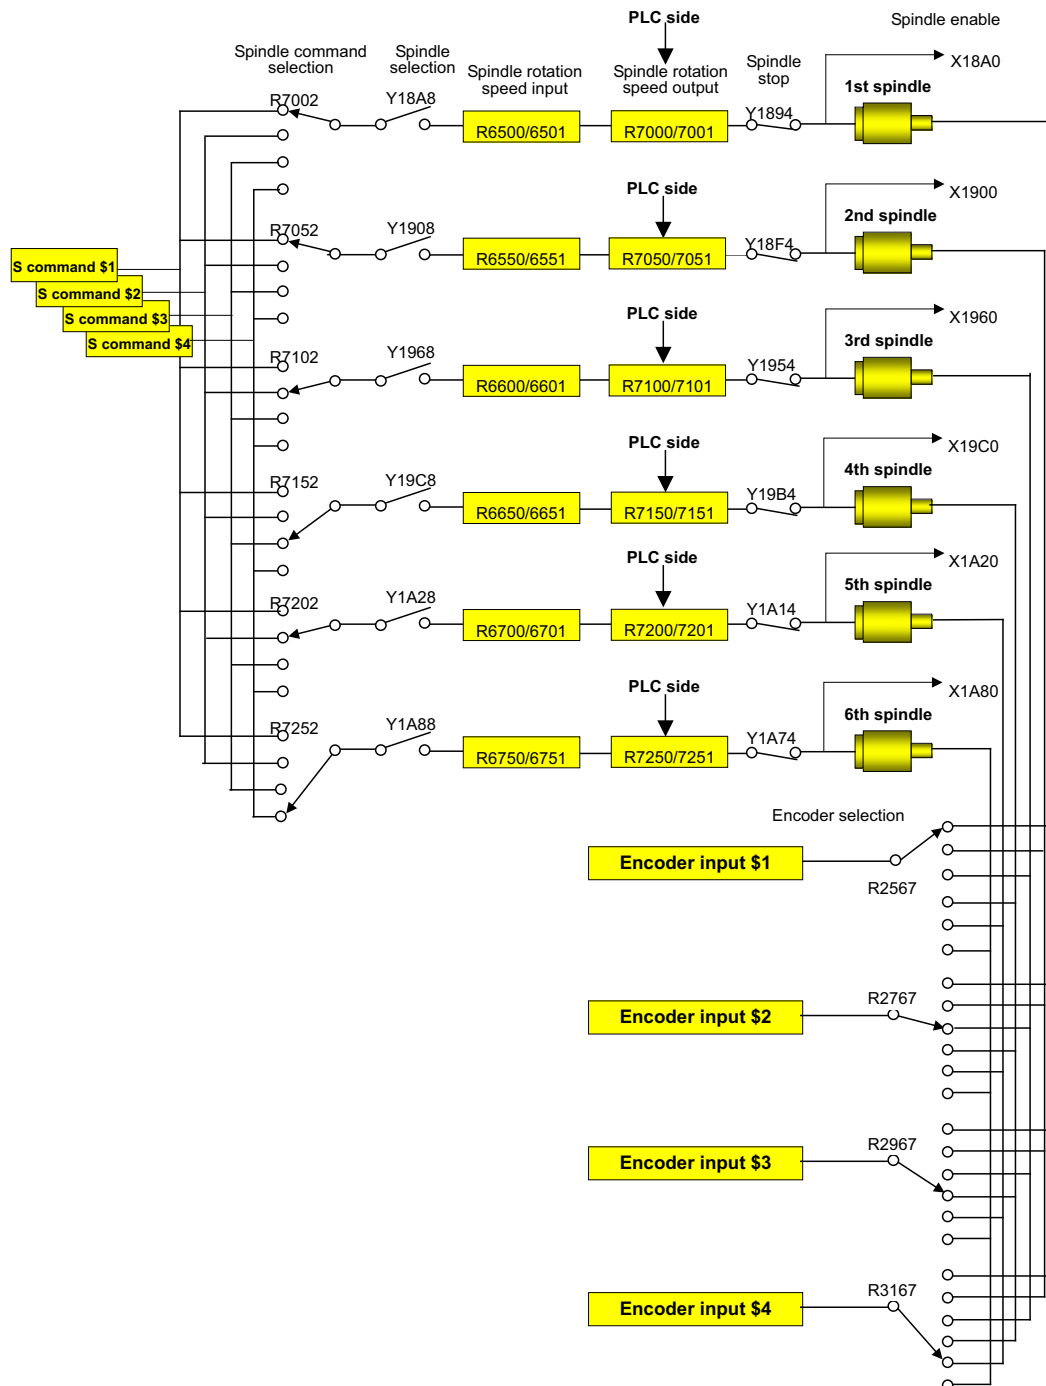 PLC side
Spindle enable
Spindle command selection
Spindle selection
Spindle rotation speed input
Spindle rotation speed output
Spindle stop
X18A0
R7002
Y18A8
R6500/6501
R7000/7001
Y1894
1st spindle
PLC side
X1900
R7052
Y1908
R6550/6551
R7050/7051
Y18F4
2nd spindle
S command $1
S command $2
S command $3
S command $4
PLC side
X1960
R7102
Y1968
R6600/6601
R7100/7101
Y1954
3rd spindle
PLC side
X19C0
R7152
Y19C8
R6650/6651
R7150/7151
Y19B4
4th spindle
PLC side
X1A20
R7202
Y1A28
R6700/6701
R7200/7201
Y1A14
5th spindle
PLC side
X1A80
R7252
Y1A88
R6750/6751
R7250/7251
Y1A74
6th spindle
Encoder selection
Encoder input $1
R2567
Encoder input $2
R2767
Encoder input $3
R2967
Encoder input $4
R3167